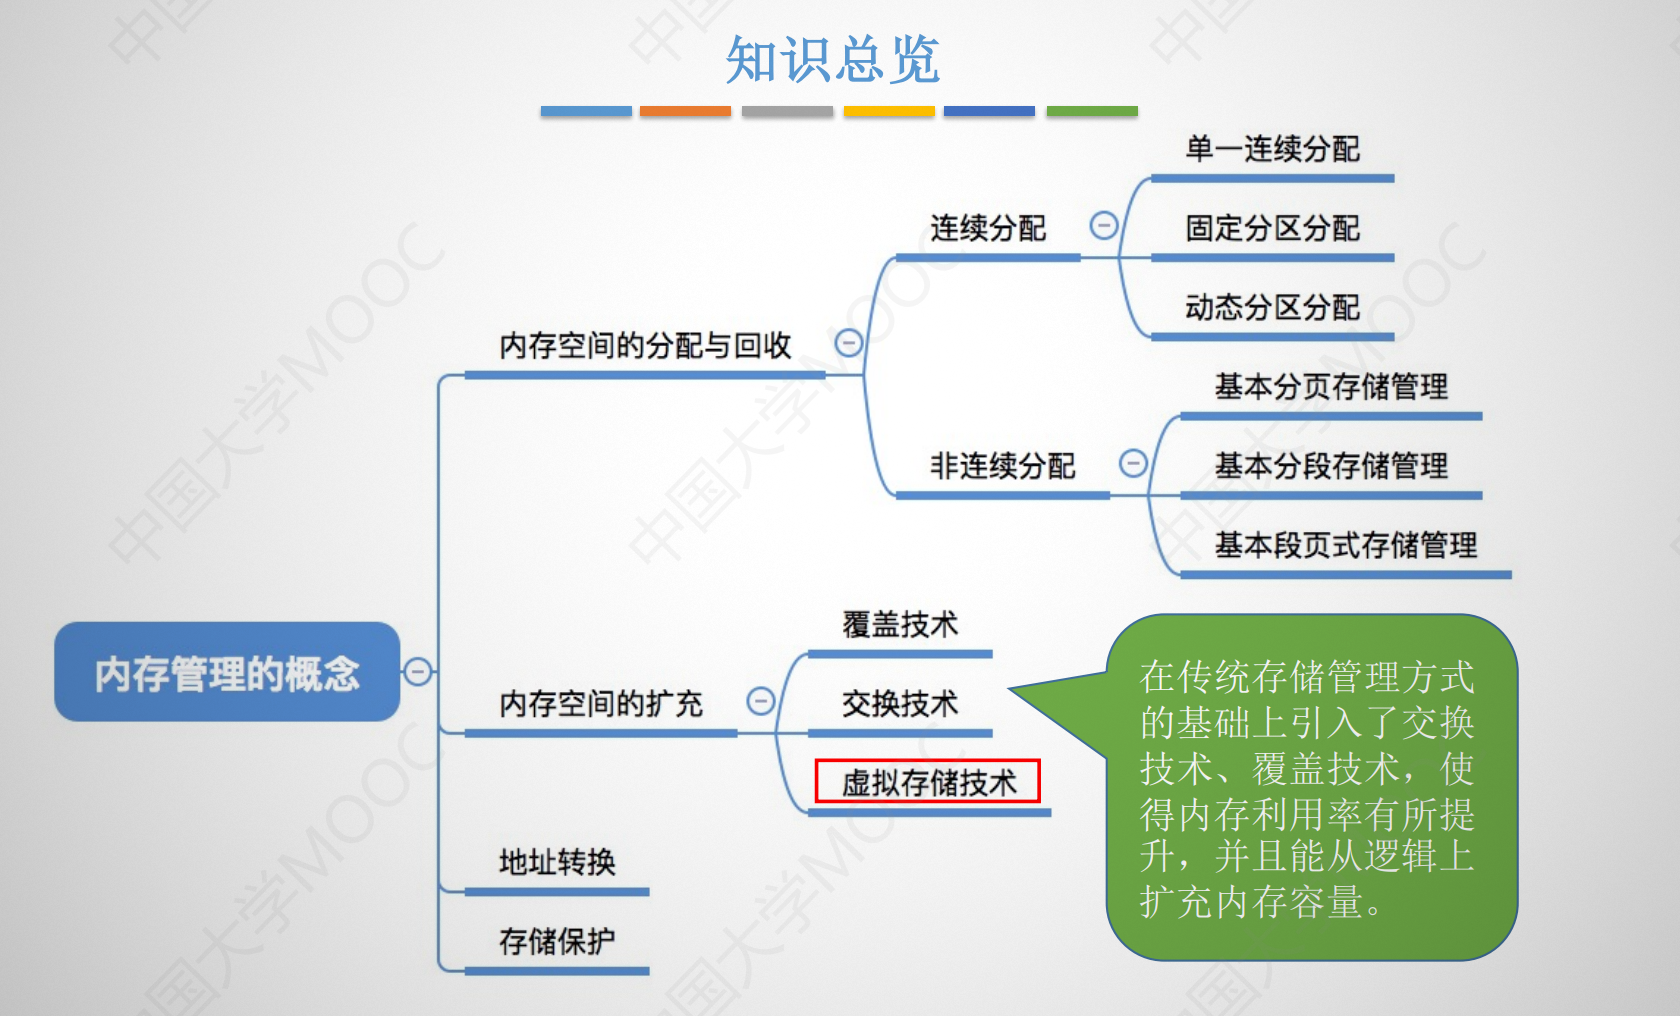 知识总览
单一连续分配
连续分配
固定分区分配
动态分区分配
内存空间的分配与回收
基本分页存储管理
非连续分配
基本分段存储管理
基本段页式存储管理
内存管理的概念
覆盖技术
内存空间的扩充
交换技术
虚拟存储技术
地址转换
存储保护
在传统存储管理方式
的基础上引入了交换
技术、覆盖技术，使
得内存利用率有所提
升，并且能从逻辑上
扩充内存容量。
中国大学MOOC
中国大学MOOC
中国大学MOOC
中国大学MOOC
中国大学MOOC